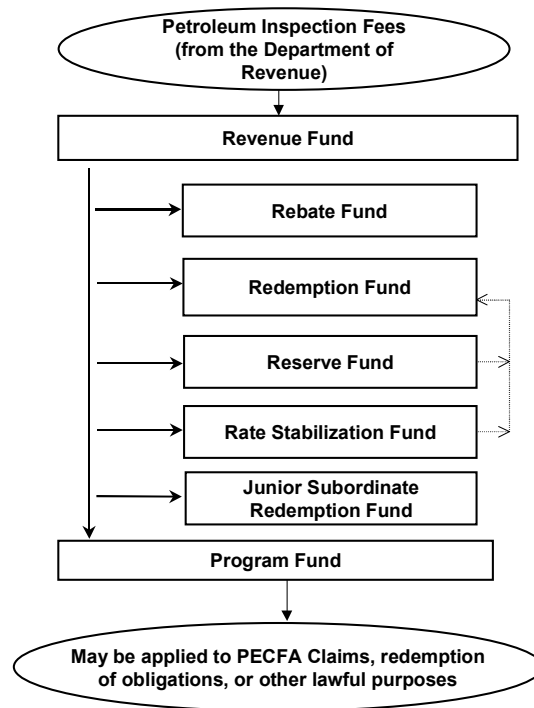 Petroleum Inspection Fees
(from the Department of
Revenue)
Revenue Fund
Rebate Fund
Redemption Fund
Reserve Fund
Rate Stabilization Fund
Junior Subordinate
Redemption Fund
Program Fund
May be applied to PECFA Claims, redemption
of obligations, or other lawful purposes